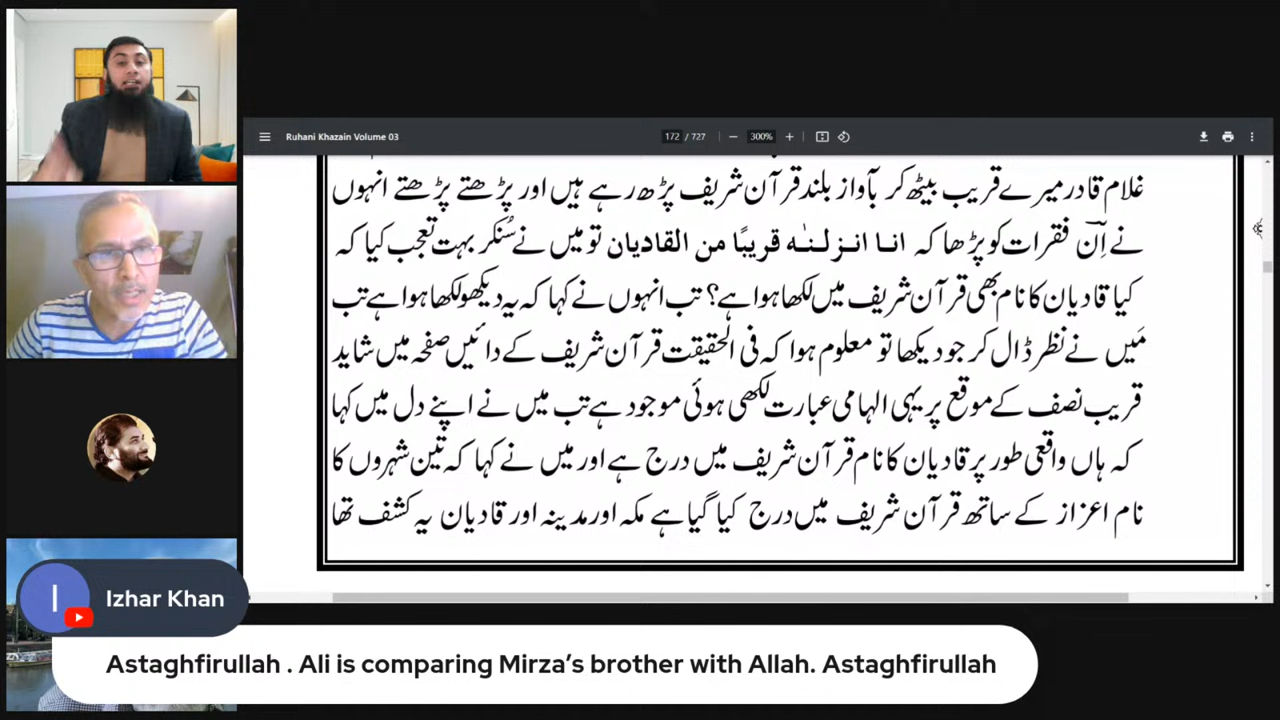 Ruhani Khazain Volume 03
172 / 727
300%
غلام قادر میرے قریب بیٹھ کر بآواز بلند قرآن شریف پڑھ رہے ہیں اور پڑھتے پڑھتے انہوں
نے اِن فقرات کو پڑھا کہ انا انزلنٰہ قریبًا من القادیان تو میں نے سُنکر بہت تعجب کیا کہ
کیا قادیان کا نام بھی قرآن شریف میں لکھا ہوا ہے؟ تب انہوں نے کہا کہ یہ دیکھو لکھا ہوا ہے تب
مَیں نے نظر ڈال کر جو دیکھا تو معلوم ہوا کہ فی الحقیقت قرآن شریف کے دائیں صفحہ میں شاید
قریب نصف کے موقع پر یہی الہامی عبارت لکھی ہوئی موجود ہے تب میں نے اپنے دل میں کہا
کہ ہاں واقعی طور پر قادیان کا نام قرآن شریف میں درج ہے اور میں نے کہا کہ تین شہروں کا
نام اعزاز کے ساتھ قرآن شریف میں درج کیا گیا ہے مکہ اور مدینہ اور قادیان یہ کشف تھا
I
Izhar Khan
Astaghfirullah . Ali is comparing Mirza’s brother with Allah. Astaghfirullah